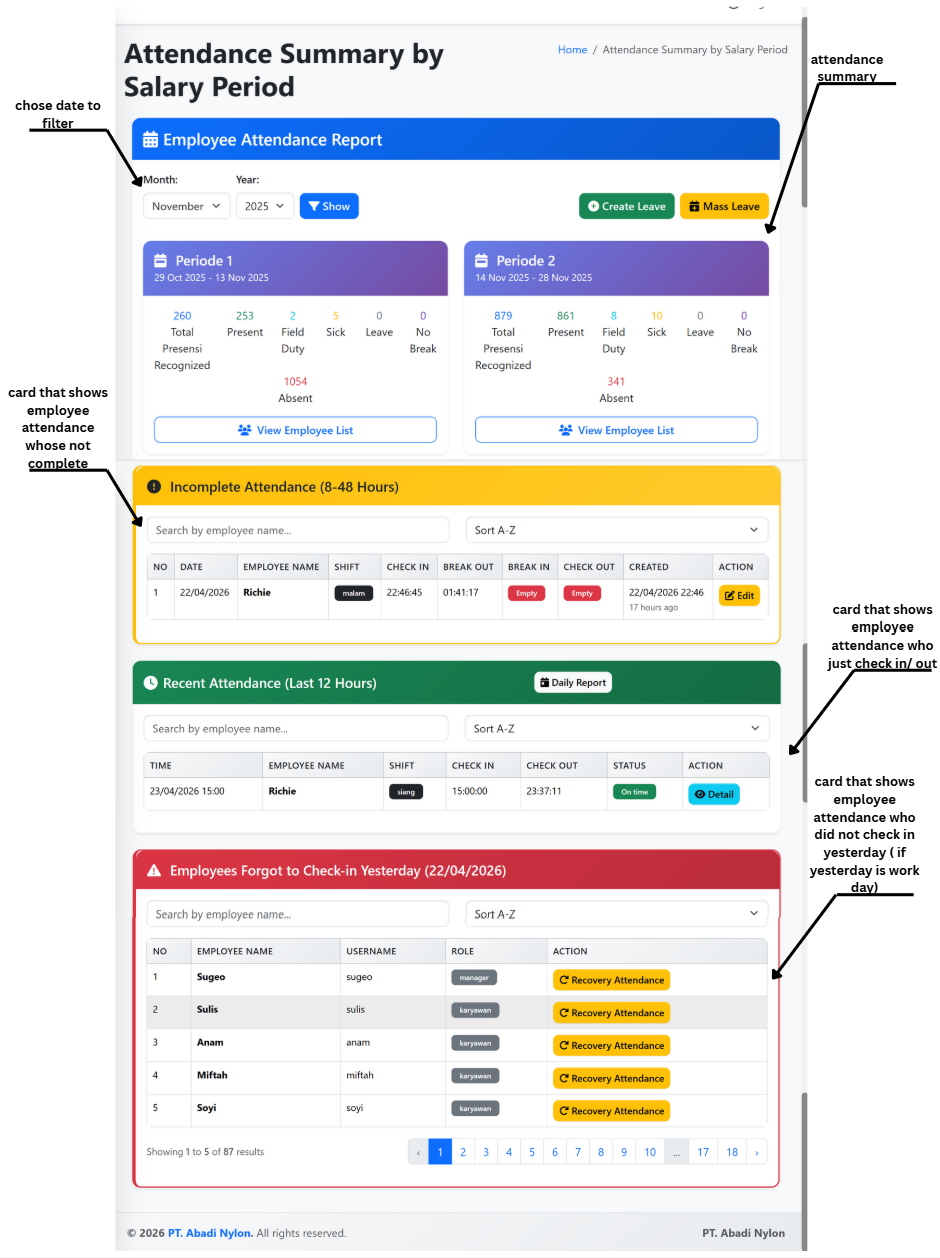 Attendance Summary by
Salary Period
Home / Attendance Summary by Salary Period
attendance
summary
chose date to
filter
Employee Attendance Report
Month:
Year:
November
2025
Show
Create Leave
Mass Leave
Periode 1
29 Oct 2025 - 13 Nov 2025
260
Total
Presensi
Recognized
253
Present
2
Field
Duty
5
Sick
0
Leave
0
No
Break
1054
Absent
View Employee List
Periode 2
14 Nov 2025 - 28 Nov 2025
879
Total
Presensi
Recognized
861
Present
8
Field
Duty
10
Sick
0
Leave
0
No
Break
341
Absent
View Employee List
card that shows
employee
attendance
whose not
complete
Incomplete Attendance (8-48 Hours)
Search by employee name...
Sort A-Z
NO DATE EMPLOYEE NAME SHIFT CHECK IN BREAK OUT BREAK IN CHECK OUT CREATED ACTION
1 22/04/2026 Richie malam 22:46:45 01:41:17 Empty Empty 22/04/2026 22:46 Edit
17 hours ago
card that shows
employee
attendance who
just check in/ out
Recent Attendance (Last 12 Hours)
Daily Report
Search by employee name...
Sort A-Z
TIME EMPLOYEE NAME SHIFT CHECK IN CHECK OUT STATUS ACTION
23/04/2026 15:00 Richie siang 15:00:00 23:37:11 On time Detail
card that shows
employee
attendance who
did not check in
yesterday ( if
yesterday is work
day)
Employees Forgot to Check-in Yesterday (22/04/2026)
Search by employee name...
Sort A-Z
NO EMPLOYEE NAME USERNAME ROLE ACTION
1 Sugeo sugeo manager Recovery Attendance
2 Sulis sulis karyawan Recovery Attendance
3 Anam anam karyawan Recovery Attendance
4 Miftah miftah karyawan Recovery Attendance
5 Soyi soyi karyawan Recovery Attendance
Showing 1 to 5 of 87 results
‹ 1 2 3 4 5 6 7 8 9 10 ... 17 18 ›
© 2026 PT. Abadi Nylon. All rights reserved.
PT. Abadi Nylon